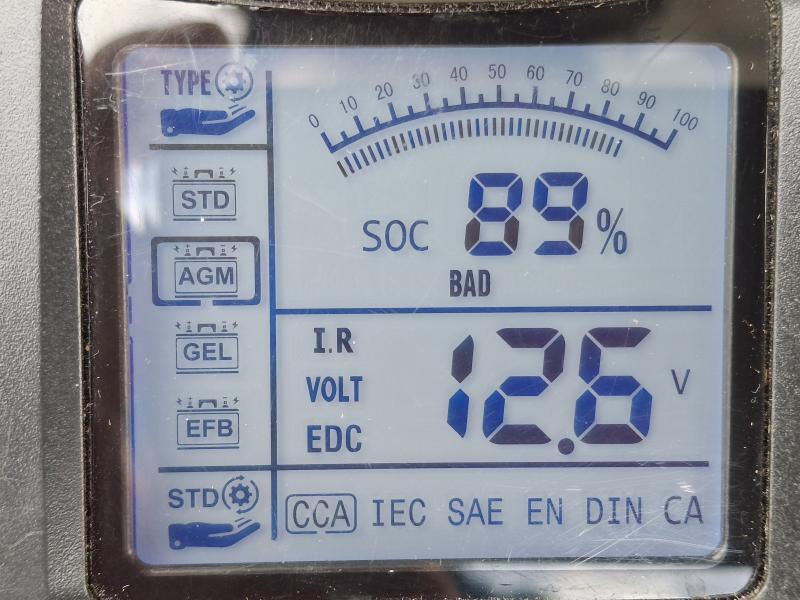 TYPE
0 10 20 30 40 50 60 70 80 90 100
STD
SOC 89%
AGM
BAD
GEL
I.R
12.6 V
VOLT
EFB
EDC
STD
CCA IEC SAE EN DIN CA